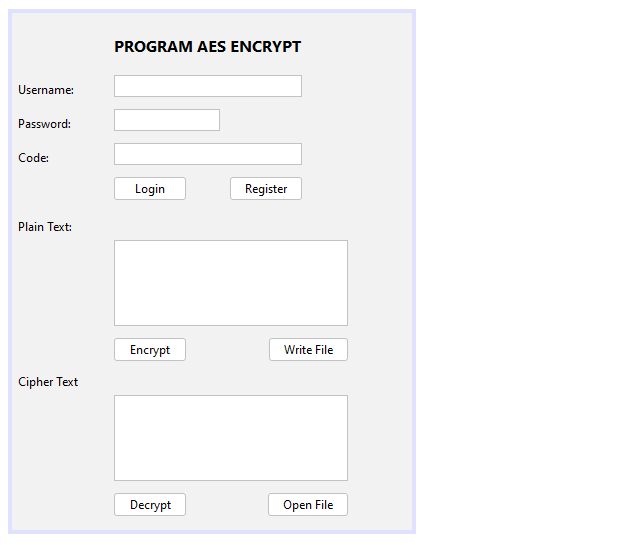 PROGRAM AES ENCRYPT
Username:
Password:
Code:
Login Register
Plain Text:
Encrypt Write File
Cipher Text
Decrypt Open File